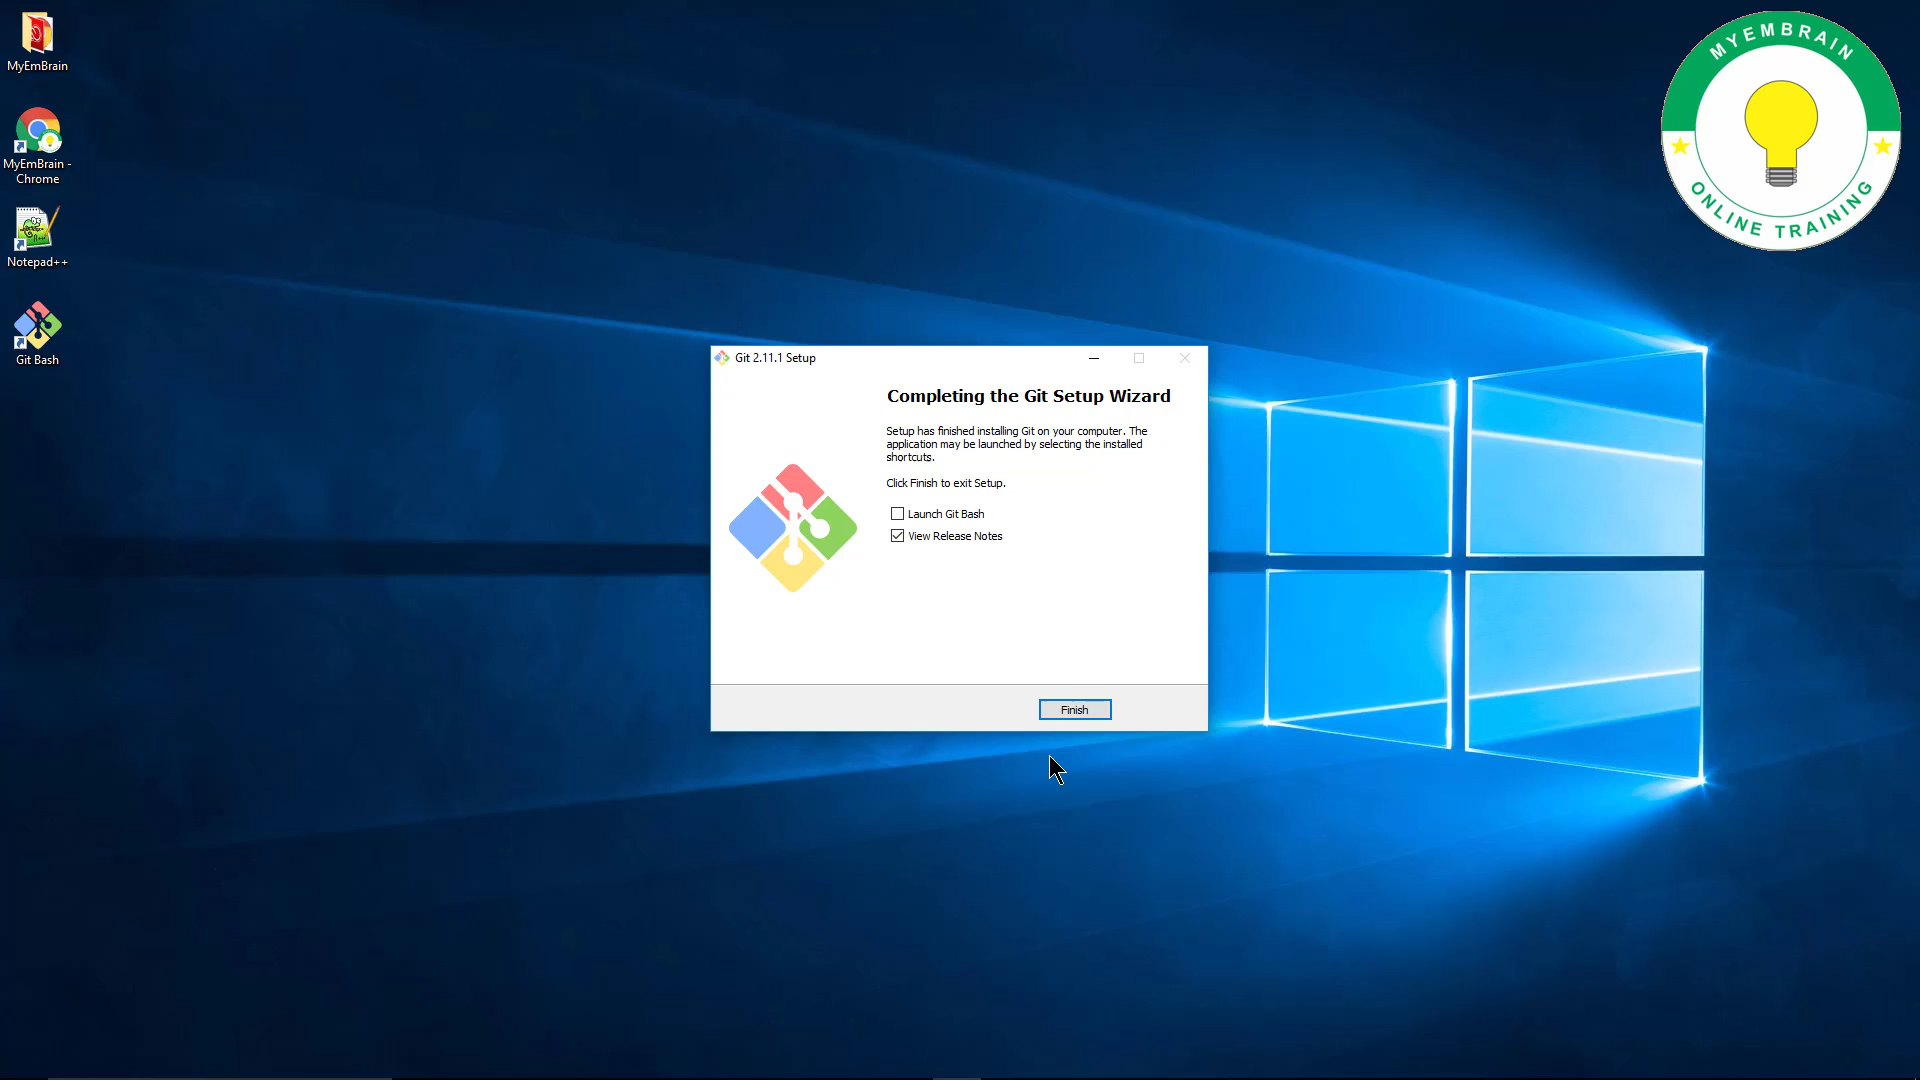 MyEmBrain
MyEmBrain -
Chrome
Notepad++
Git Bash
MYEMBRAIN
ONLINE TRAINING
Git 2.11.1 Setup
Completing the Git Setup Wizard
Setup has finished installing Git on your computer. The
application may be launched by selecting the installed
shortcuts.
Click Finish to exit Setup.
Launch Git Bash
View Release Notes
Finish